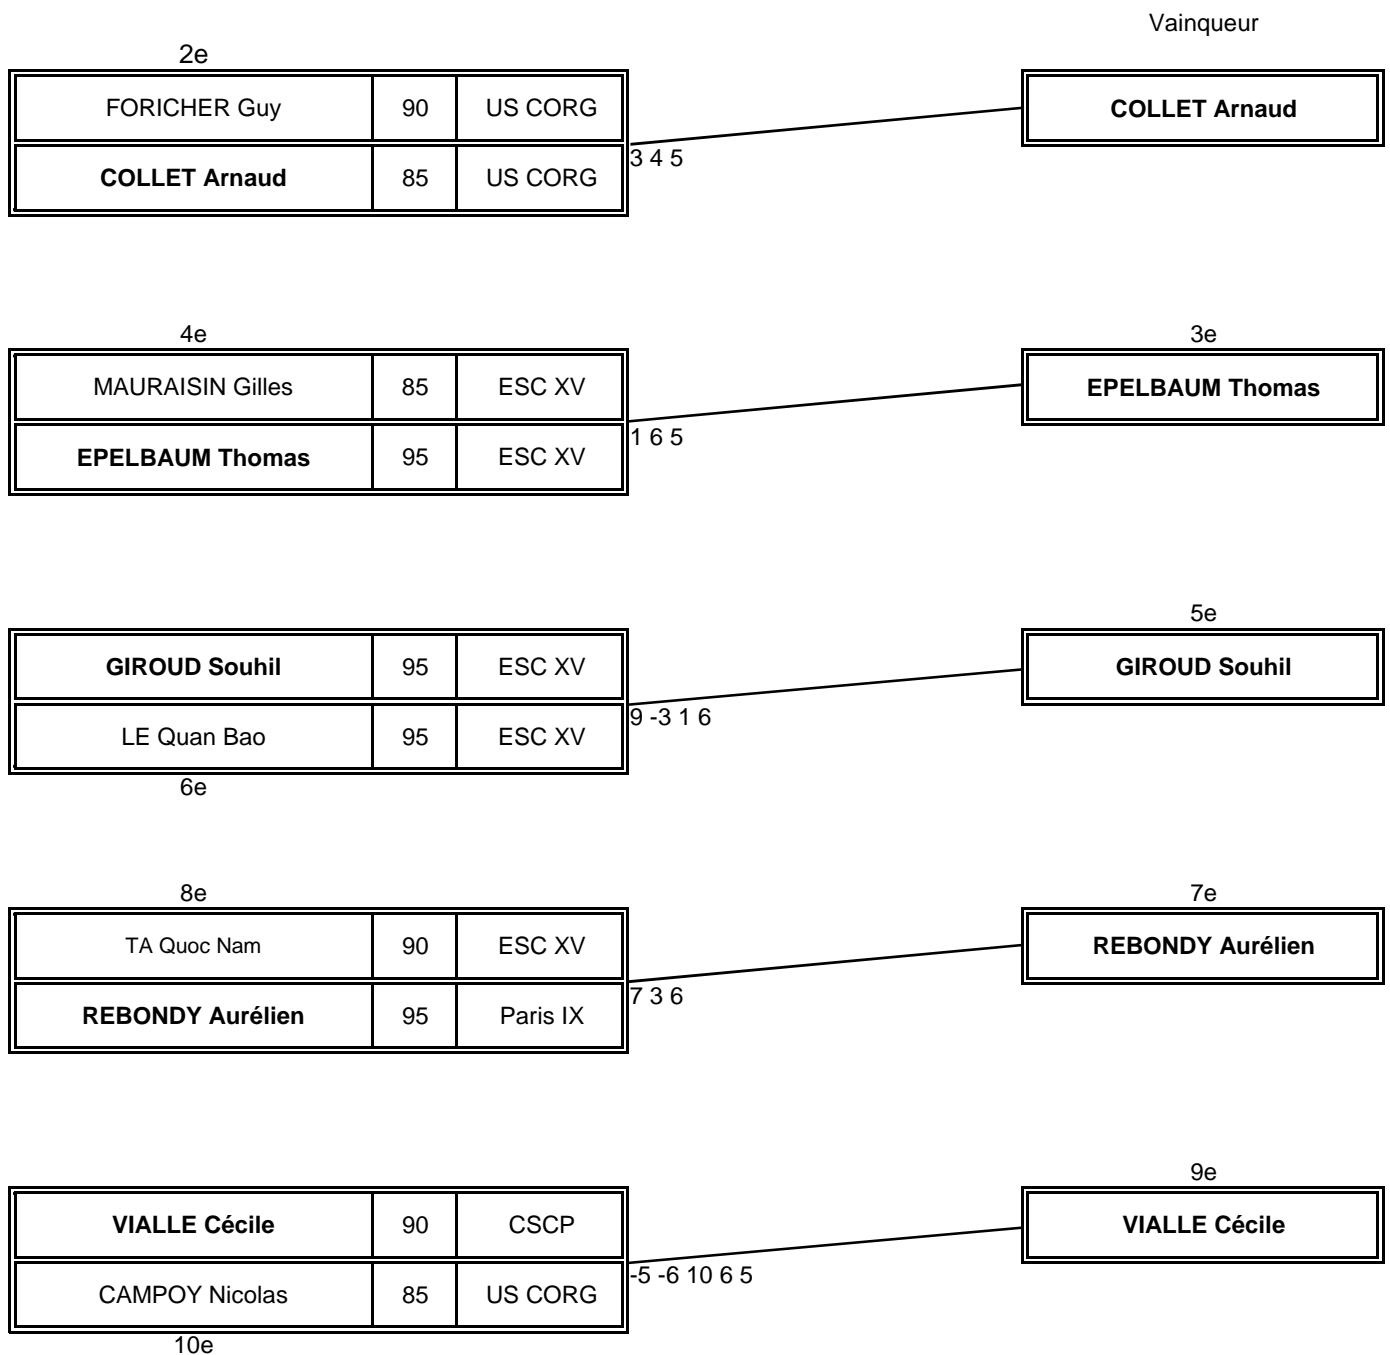 Vainqueur
2e
FORICHER Guy 90 US CORG
COLLET Arnaud
COLLET Arnaud 85 US CORG
3 4 5
4e
3e
MAURAISIN Gilles 85 ESC XV
EPELBAUM Thomas
EPELBAUM Thomas 95 ESC XV
1 6 5
5e
GIROUD Souhil 95 ESC XV
GIROUD Souhil
LE Quan Bao 95 ESC XV
9 -3 1 6
6e
8e
7e
TA Quoc Nam 90 ESC XV
REBONDY Aurélien
REBONDY Aurélien 95 Paris IX
7 3 6
9e
VIALLE Cécile 90 CSCP
VIALLE Cécile
CAMPOY Nicolas 85 US CORG
-5 -6 10 6 5
10e